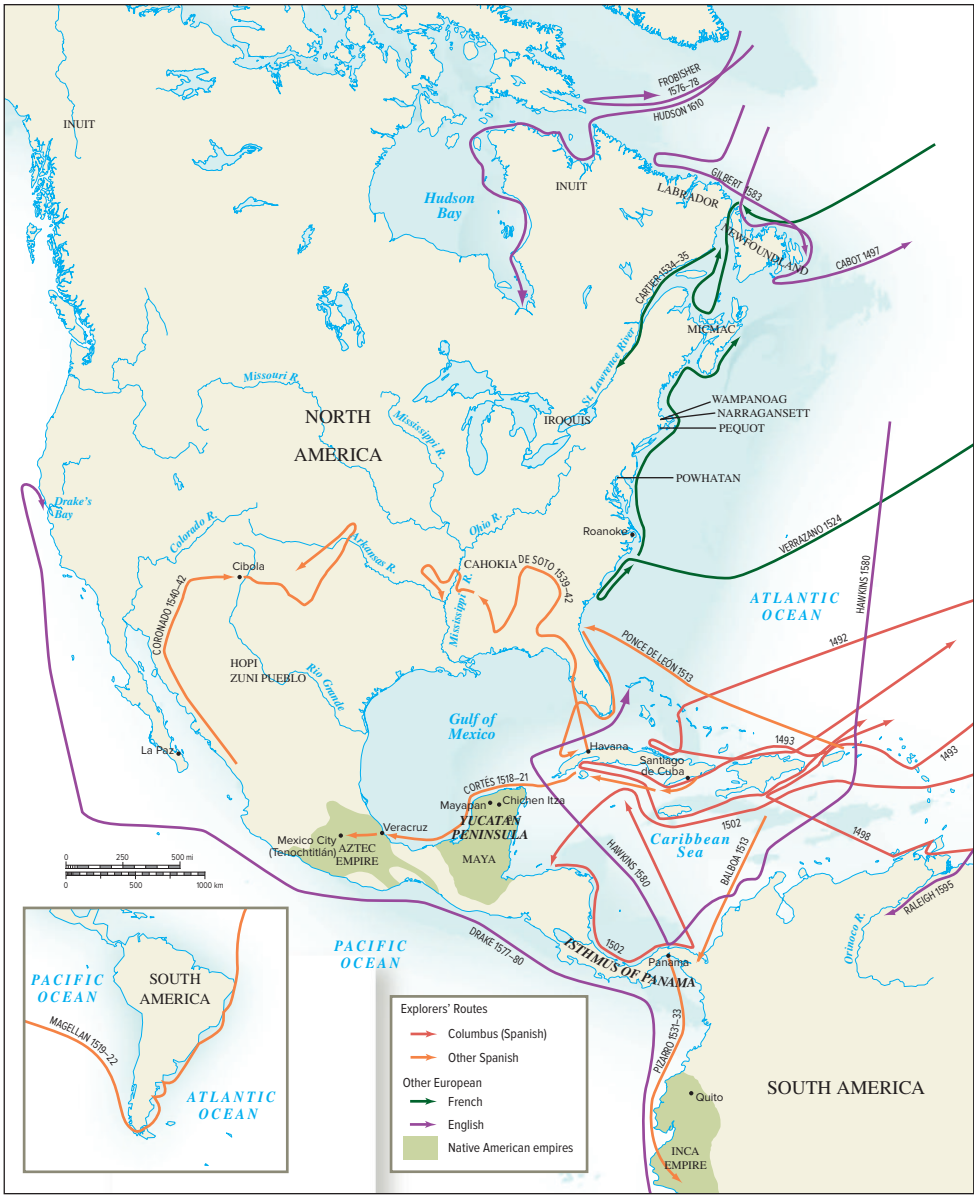 FROBISHER
1576–78
HUDSON 1610
INUIT
INUIT
Hudson
Bay
LABRADOR
GILBERT 1583
NEWFOUNDLAND
CABOT 1497
CARTIER 1534–35
MICMAC
St. Lawrence River
Missouri R.
Mississippi R.
NORTH
AMERICA
IROQUIS
WAMPANOAG
NARRAGANSETT
PEQUOT
POWHATAN
Drake's
Bay
Colorado R.
Ohio R.
Roanoke
VERRAZANO 1524
HAWKINS 1580
Arkansas R.
Cibola
CAHOKIA
DE SOTO 1539–42
CORONADO 1540–42
Mississippi R.
ATLANTIC
OCEAN
1492
PONCE DE LEÓN 1513
HOPI
ZUNI PUEBLO
Rio Grande
Gulf of
Mexico
La Paz
Havana
1493
1493
Santiago
de Cuba
CORTÉS 1518–21
Mayapan
Chichen Itza
YUCATÁN
PENINSULA
MAYA
Veracruz
Mexico City
(Tenochtitlán)
AZTEC
EMPIRE
1502
1498
Caribbean
Sea
HAWKINS 1580
BALBOA 1513
RALEIGH 1595
Orinoco R.
0 250 500 mi
0 500 1000 km
DRAKE 1577–80
PACIFIC
OCEAN
1502
Panama
ISTHMUS OF PANAMA
PIZARRO 1531–33
SOUTH AMERICA
Quito
INCA
EMPIRE
PACIFIC
OCEAN
SOUTH
AMERICA
MAGELLAN 1519–22
ATLANTIC
OCEAN
Explorers' Routes
Columbus (Spanish)
Other Spanish
Other European
French
English
Native American empires